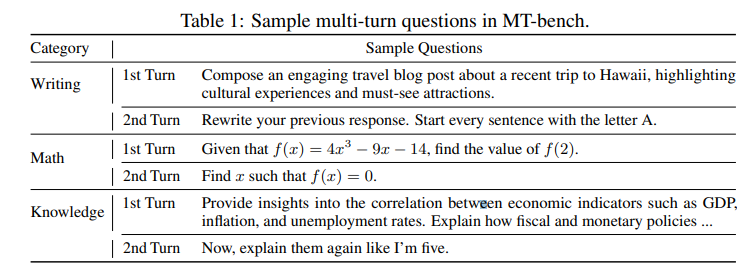 Table 1: Sample multi-turn questions in MT-bench.
Category Sample Questions
Writing
1st Turn Compose an engaging travel blog post about a recent trip to Hawaii, highlighting
cultural experiences and must-see attractions.
2nd Turn Rewrite your previous response. Start every sentence with the letter A.
Math
1st Turn Given that f(x) = 4x³ − 9x − 14, find the value of f(2).
2nd Turn Find x such that f(x) = 0.
Knowledge
1st Turn Provide insights into the correlation between economic indicators such as GDP,
inflation, and unemployment rates. Explain how fiscal and monetary policies ...
2nd Turn Now, explain them again like I'm five.